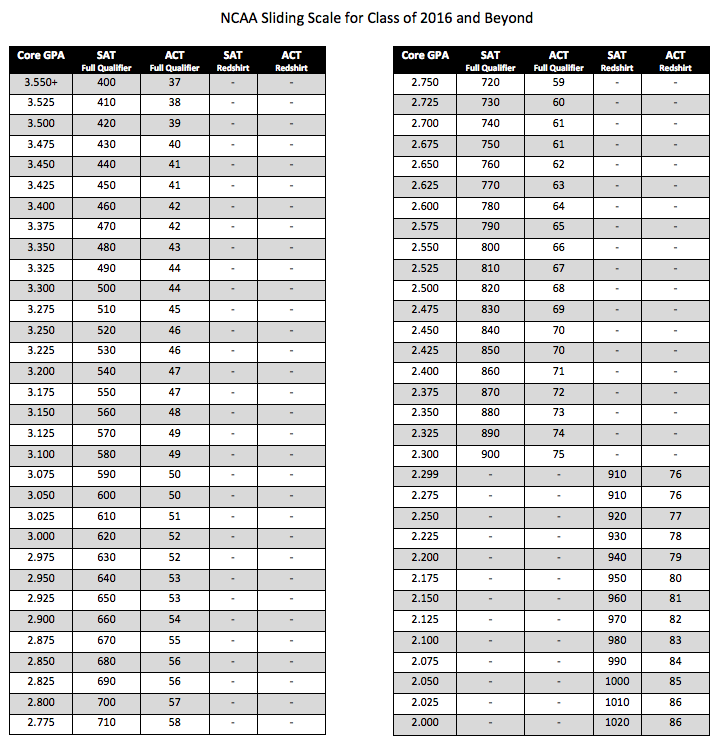 NCAA Sliding Scale for Class of 2016 and Beyond
Core GPA SAT Full Qualifier ACT Full Qualifier SAT Redshirt ACT Redshirt
3.550+ 400 37 - -
3.525 410 38 - -
3.500 420 39 - -
3.475 430 40 - -
3.450 440 41 - -
3.425 450 41 - -
3.400 460 42 - -
3.375 470 42 - -
3.350 480 43 - -
3.325 490 44 - -
3.300 500 44 - -
3.275 510 45 - -
3.250 520 46 - -
3.225 530 46 - -
3.200 540 47 - -
3.175 550 47 - -
3.150 560 48 - -
3.125 570 49 - -
3.100 580 49 - -
3.075 590 50 - -
3.050 600 50 - -
3.025 610 51 - -
3.000 620 52 - -
2.975 630 52 - -
2.950 640 53 - -
2.925 650 53 - -
2.900 660 54 - -
2.875 670 55 - -
2.850 680 56 - -
2.825 690 56 - -
2.800 700 57 - -
2.775 710 58 - -
Core GPA SAT Full Qualifier ACT Full Qualifier SAT Redshirt ACT Redshirt
2.750 720 59 - -
2.725 730 60 - -
2.700 740 61 - -
2.675 750 61 - -
2.650 760 62 - -
2.625 770 63 - -
2.600 780 64 - -
2.575 790 65 - -
2.550 800 66 - -
2.525 810 67 - -
2.500 820 68 - -
2.475 830 69 - -
2.450 840 70 - -
2.425 850 70 - -
2.400 860 71 - -
2.375 870 72 - -
2.350 880 73 - -
2.325 890 74 - -
2.300 900 75 - -
2.299 - - 910 76
2.275 - - 910 76
2.250 - - 920 77
2.225 - - 930 78
2.200 - - 940 79
2.175 - - 950 80
2.150 - - 960 81
2.125 - - 970 82
2.100 - - 980 83
2.075 - - 990 84
2.050 - - 1000 85
2.025 - - 1010 86
2.000 - - 1020 86